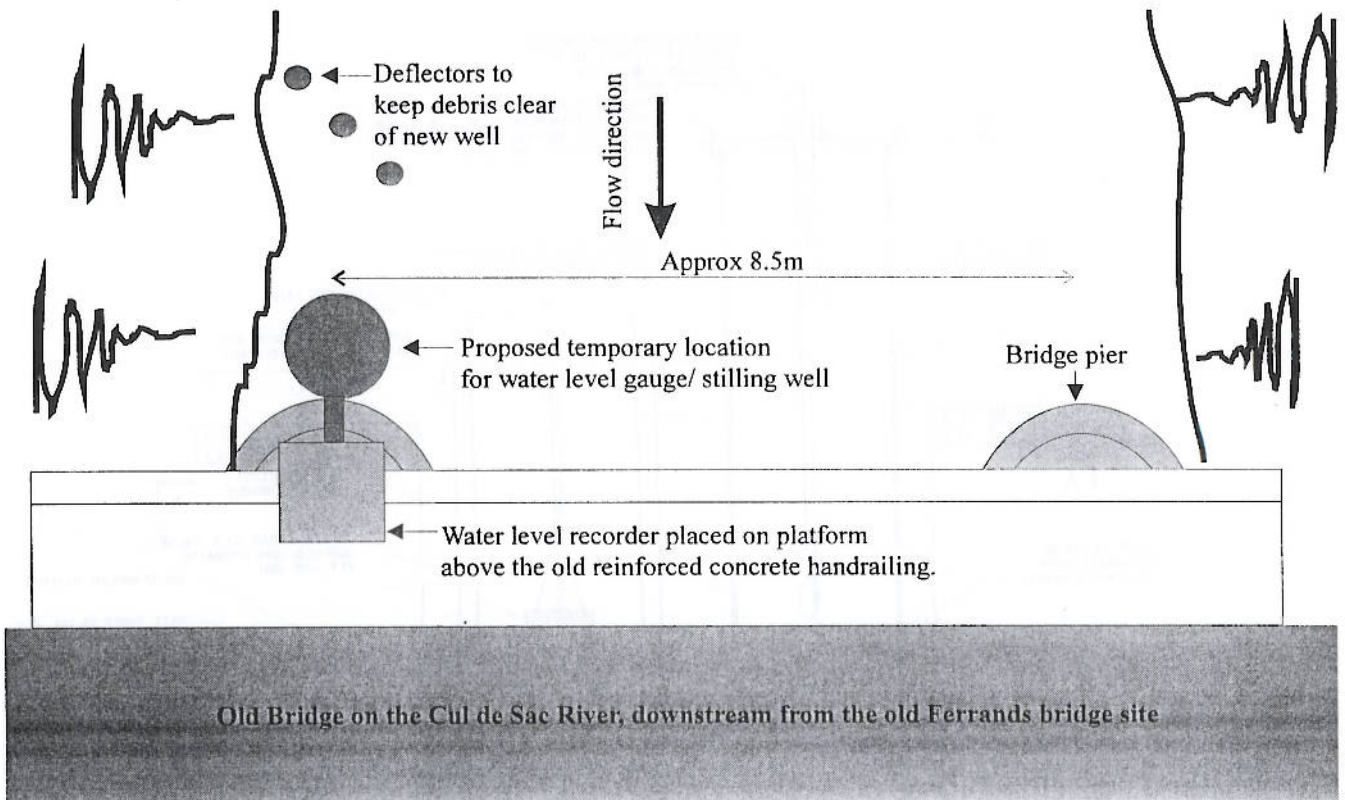 Deflectors to
keep debris clear
of new well
Flow direction
Approx 8.5m
Proposed temporary location
for water level gauge/ stilling well
Bridge pier
Water level recorder placed on platform
above the old reinforced concrete handrailing.
Old Bridge on the Cul de Sac River, downstream from the old Ferrands bridge site